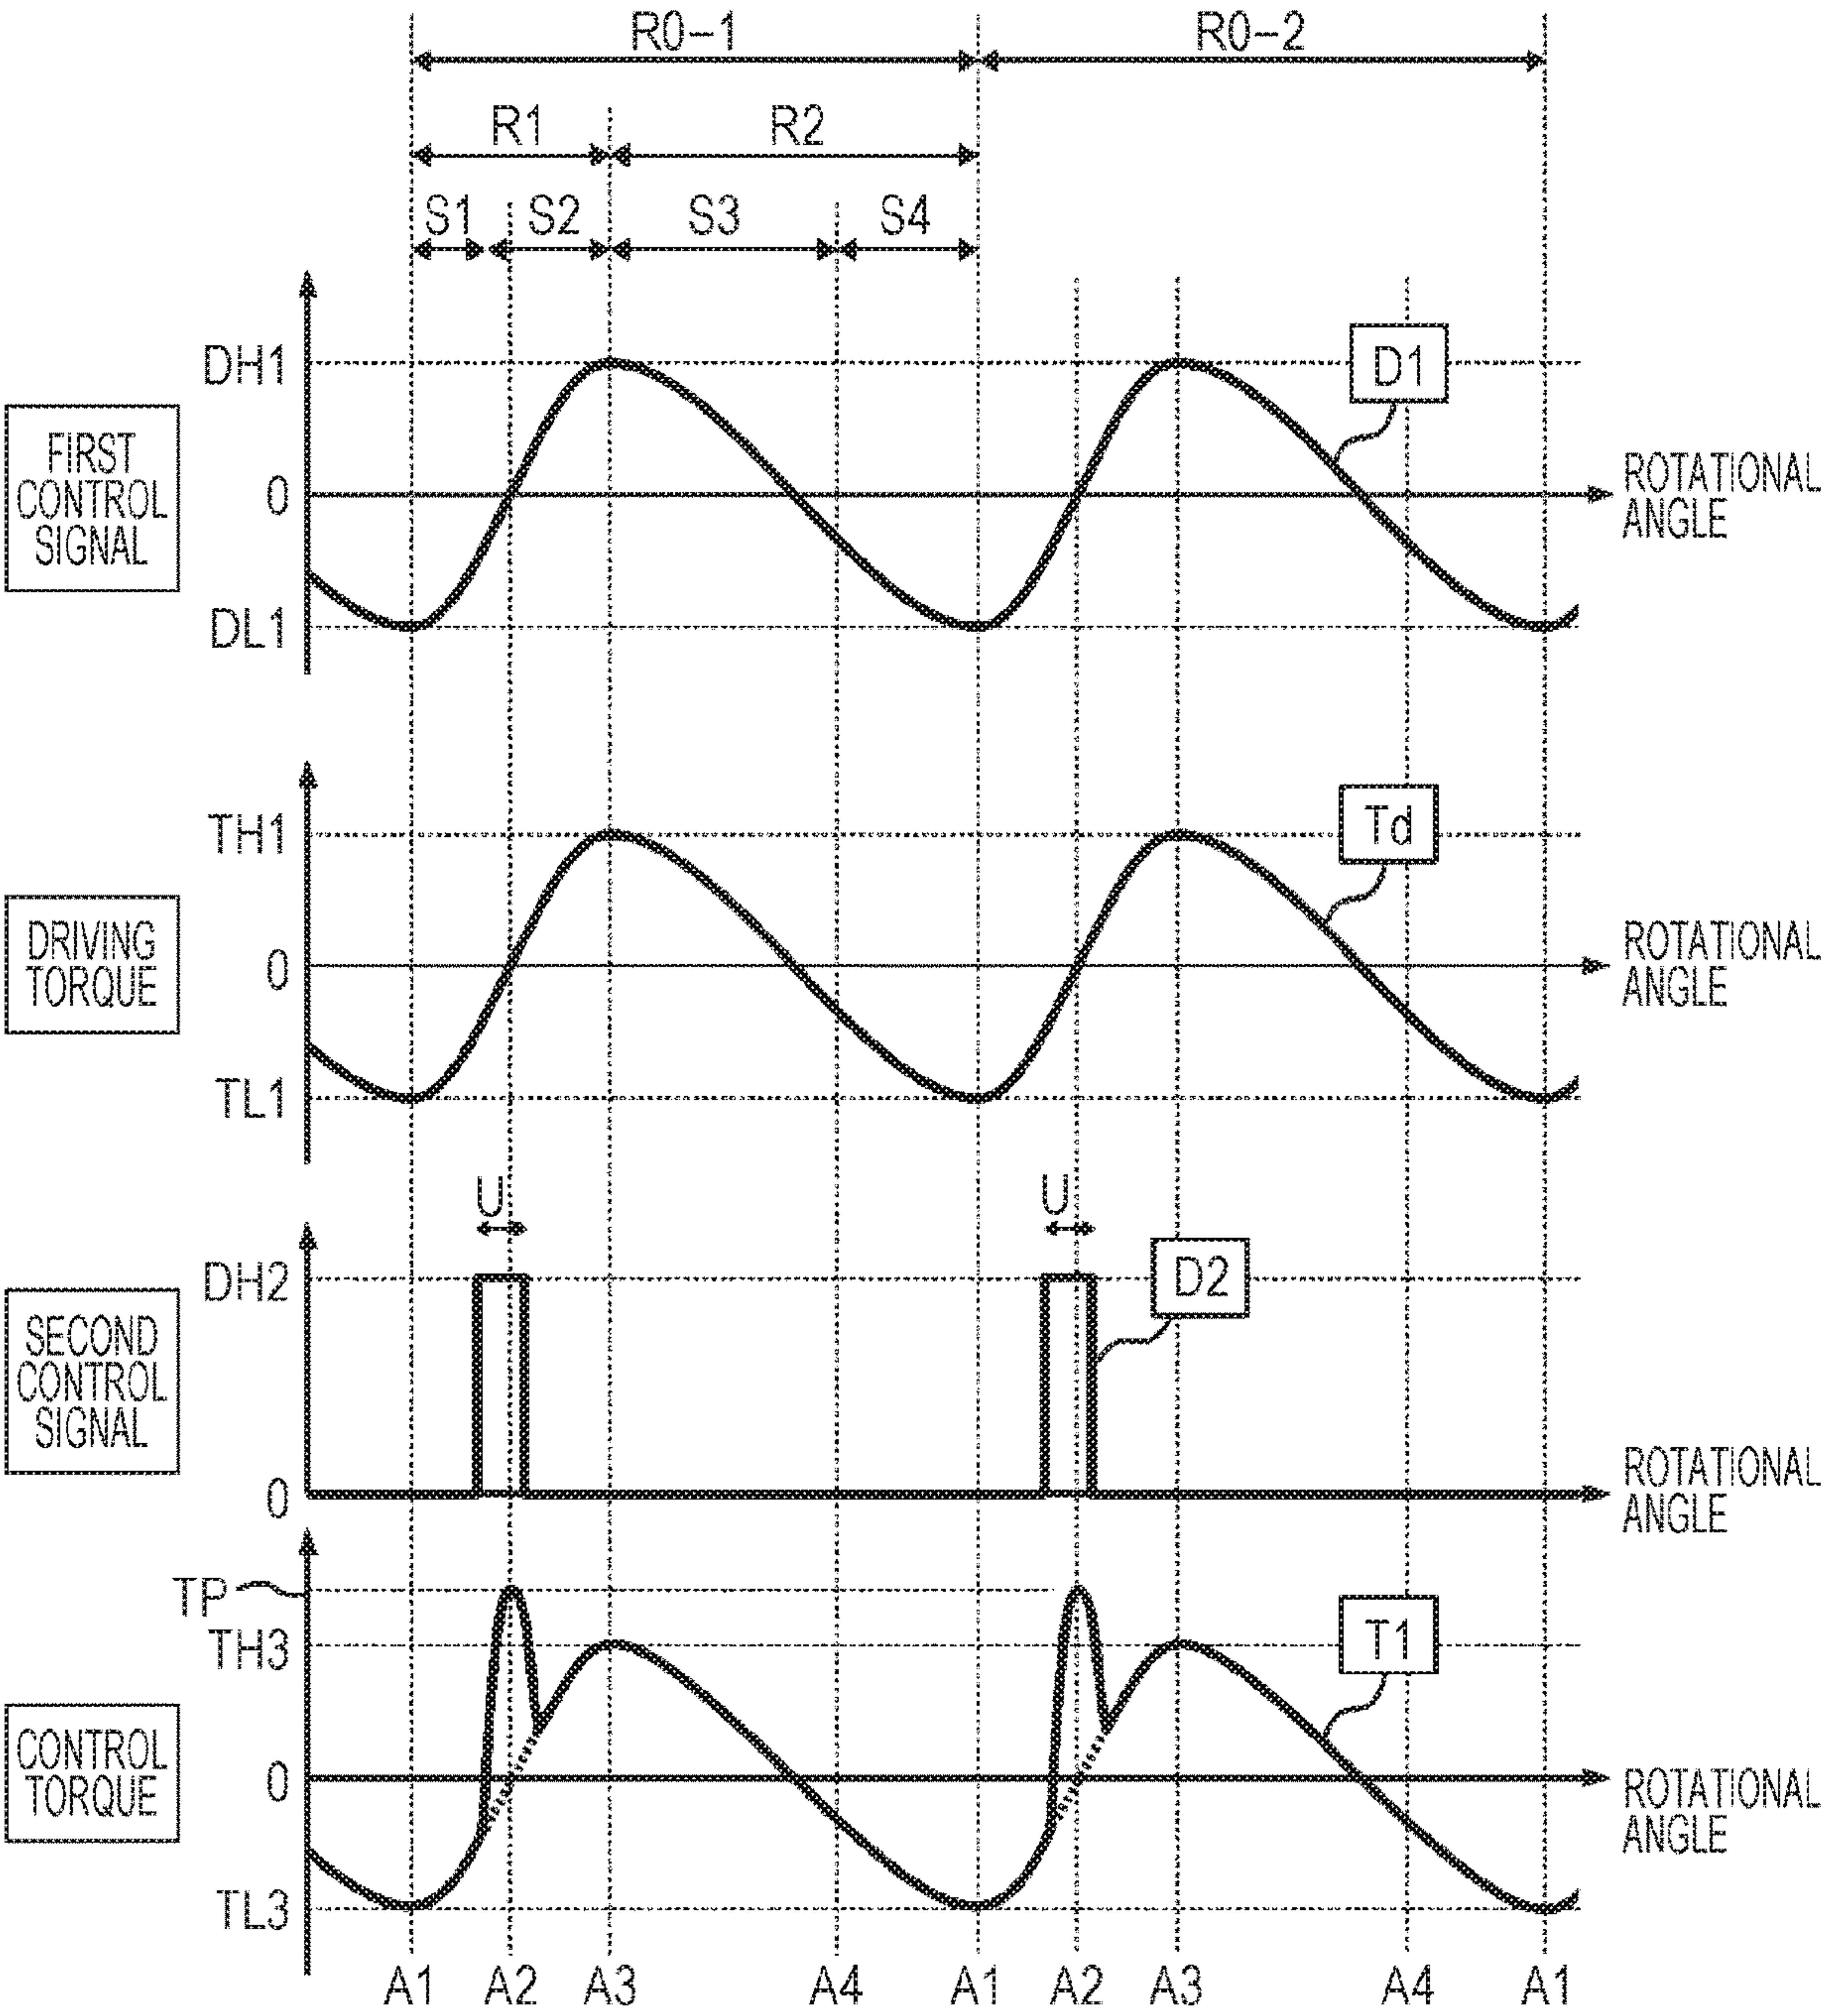 R0-1 R0-2
R1 R2
S1 S2 S3 S4
FIRST
CONTROL
SIGNAL
DH1
0
DL1
D1
ROTATIONAL
ANGLE
DRIVING
TORQUE
TH1
0
TL1
Td
ROTATIONAL
ANGLE
U U
SECOND
CONTROL
SIGNAL
DH2
0
D2
ROTATIONAL
ANGLE
CONTROL
TORQUE
TP
TH3
0
TL3
T1
ROTATIONAL
ANGLE
A1 A2 A3 A4 A1 A2 A3 A4 A1